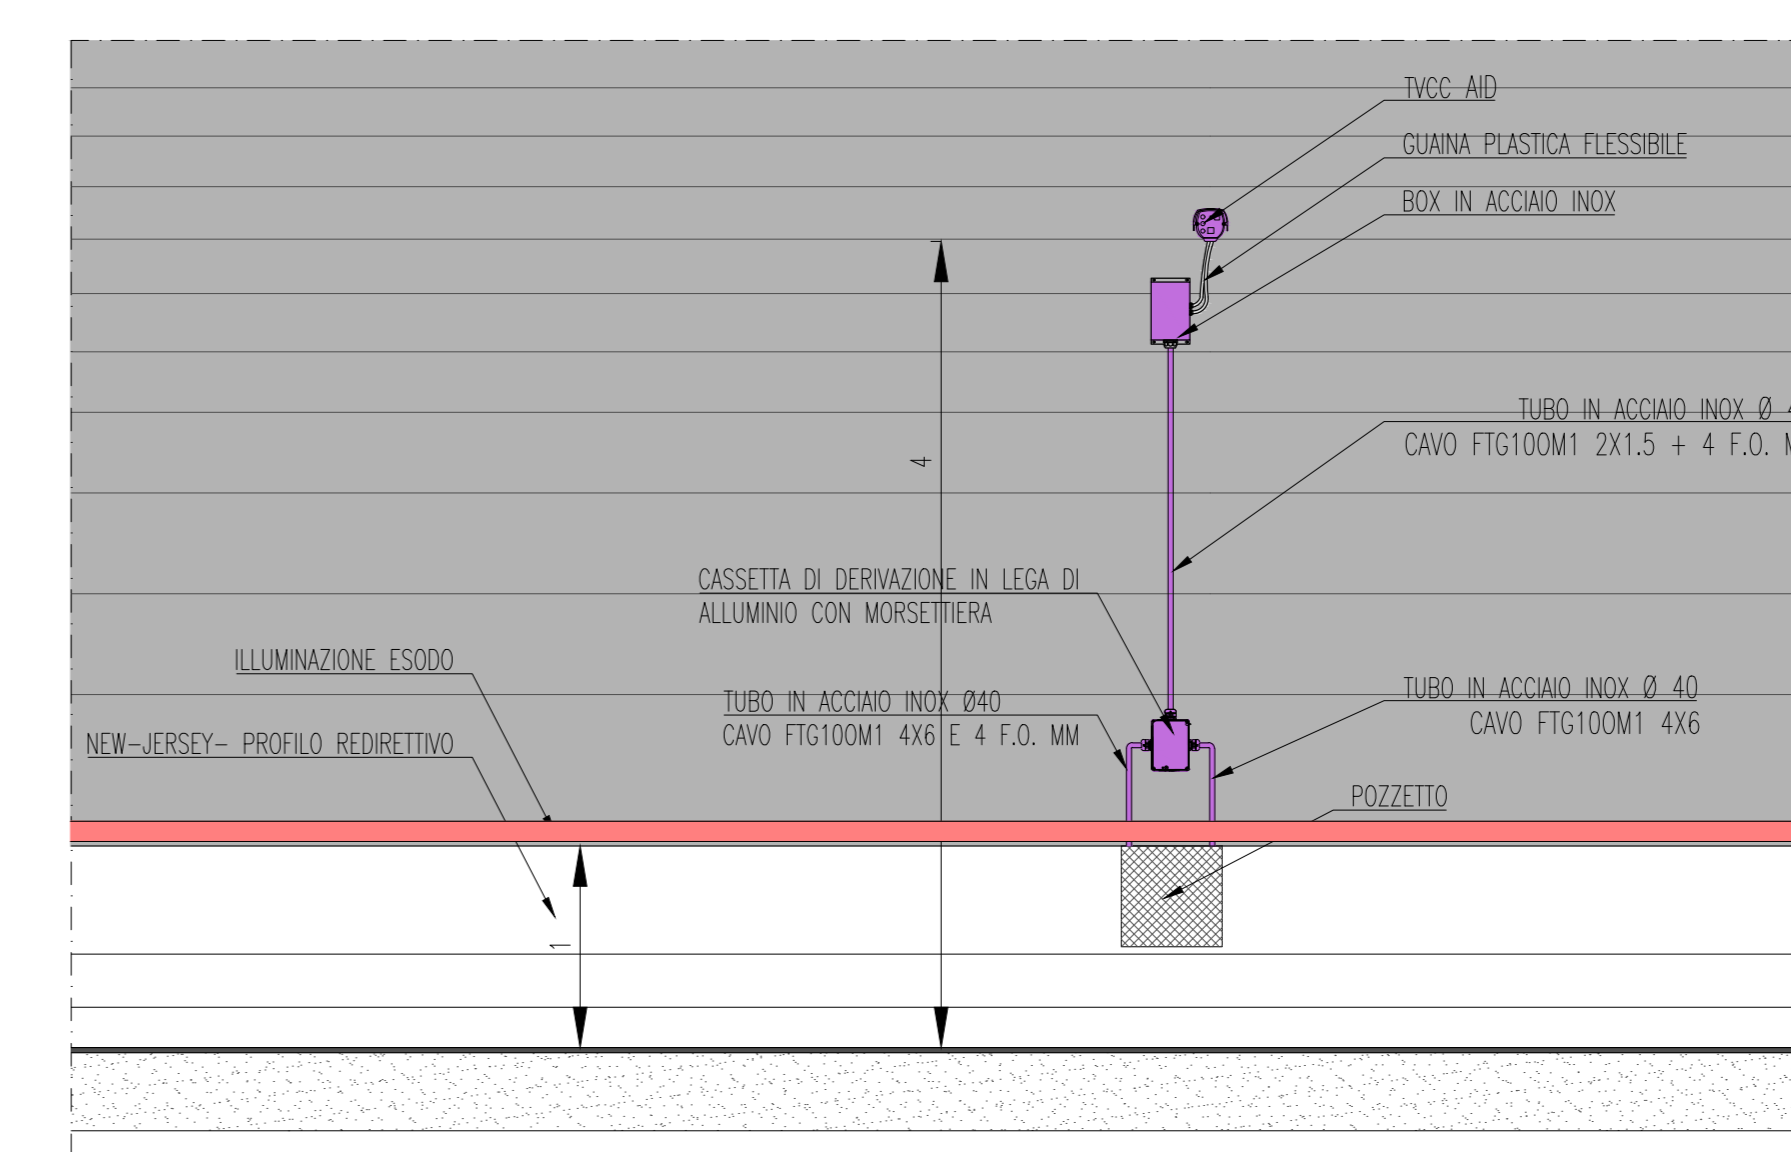 TVCC AID
GUAINA PLASTICA FLESSIBILE
BOX IN ACCIAIO INOX
TUBO IN ACCIAIO INOX Ø
CAVO FTG10OM1 2X1.5 + 4 F.O.
4
CASSETTA DI DERIVAZIONE IN LEGA DI
ALLUMINIO CON MORSETTIERA
ILLUMINAZIONE ESODO
TUBO IN ACCIAIO INOX Ø40
CAVO FTG10OM1 4X6 E 4 F.O. MM
TUBO IN ACCIAIO INOX Ø 40
CAVO FTG10OM1 4X6
NEW-JERSEY- PROFILO REDIRETTIVO
POZZETTO
1